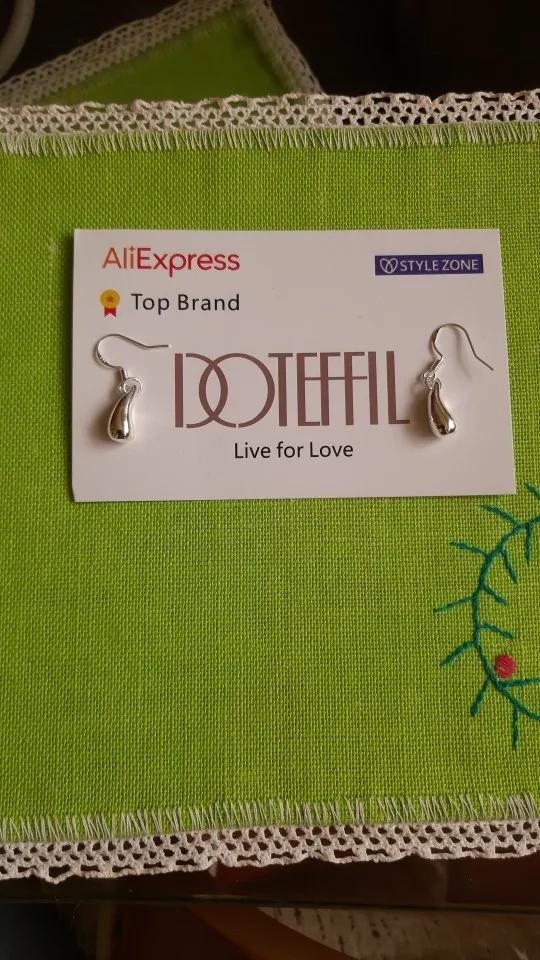 AliExpress
STYLE ZONE
Top Brand
DOTEFFIL
Live for Love